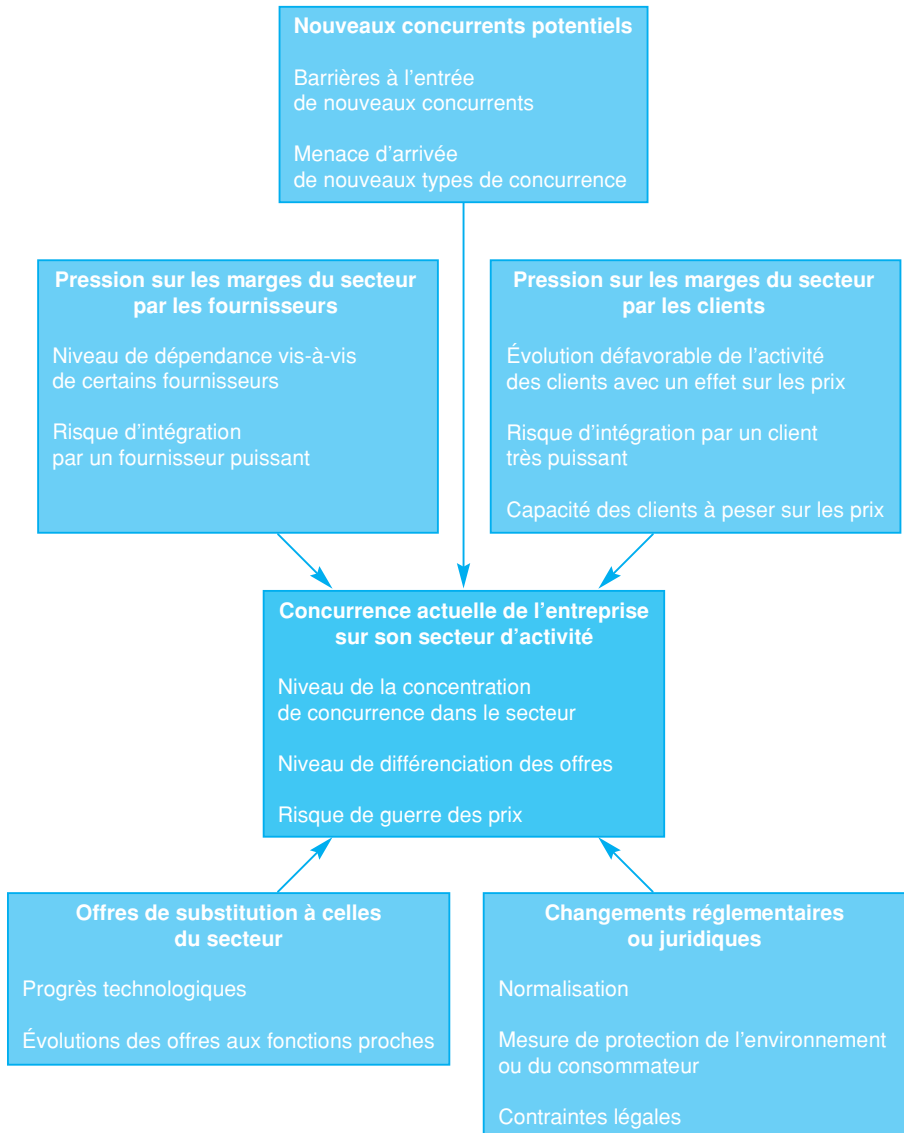 Nouveaux concurrents potentiels
Barrières à l’entrée
de nouveaux concurrents
Menace d’arrivée
de nouveaux types de concurrence
Pression sur les marges du secteur
par les fournisseurs
Niveau de dépendance vis-à-vis
de certains fournisseurs
Risque d’intégration
par un fournisseur puissant
Pression sur les marges du secteur
par les clients
Évolution défavorable de l’activité
des clients avec un effet sur les prix
Risque d’intégration par un client
très puissant
Capacité des clients à peser sur les prix
Concurrence actuelle de l’entreprise
sur son secteur d’activité
Niveau de la concentration
de concurrence dans le secteur
Niveau de différenciation des offres
Risque de guerre des prix
Offres de substitution à celles
du secteur
Progrès technologiques
Évolutions des offres aux fonctions proches
Changements réglementaires
ou juridiques
Normalisation
Mesure de protection de l’environnement
ou du consommateur
Contraintes légales